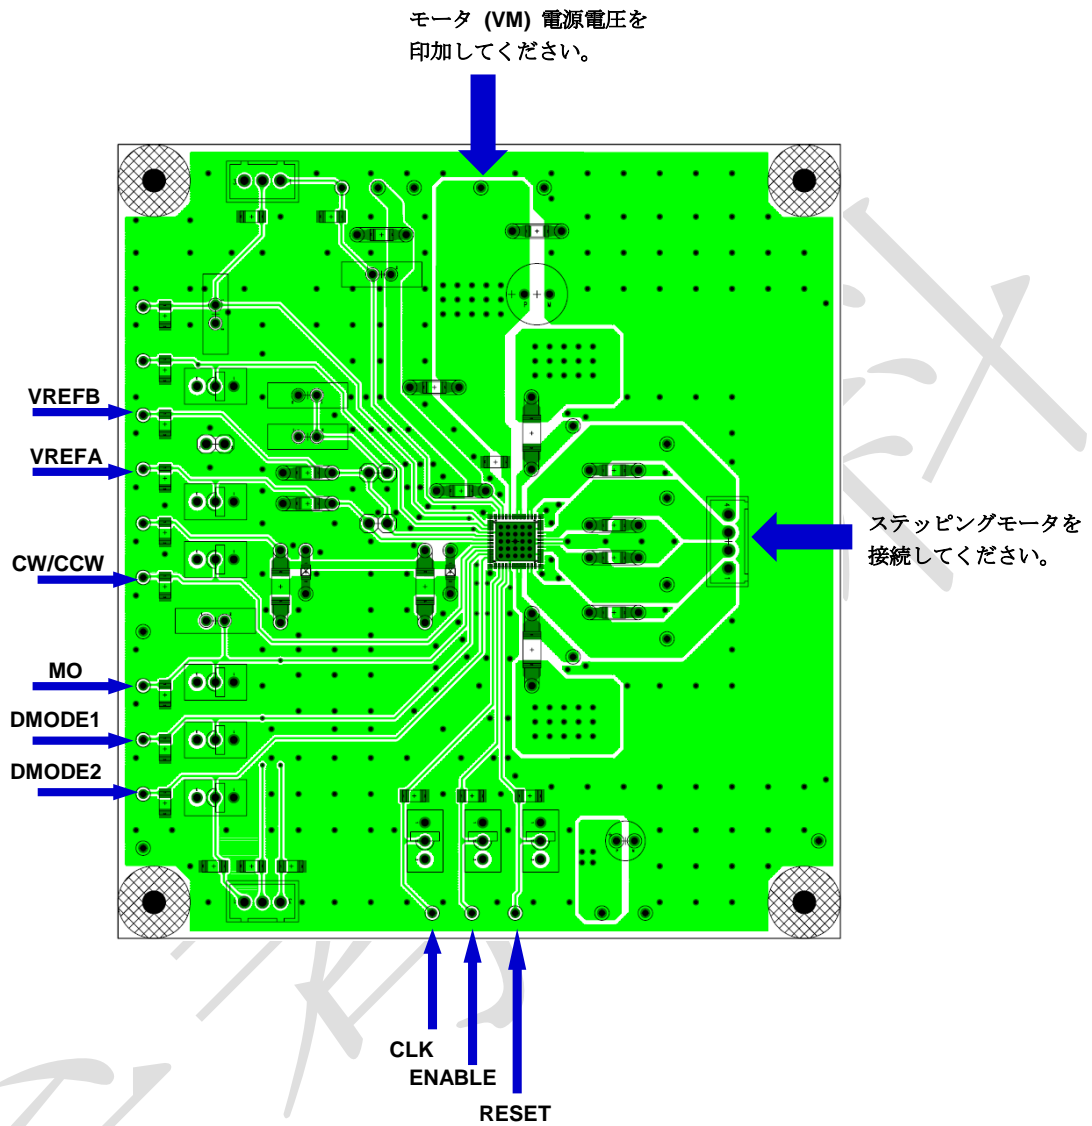 モータ (VM) 電源電圧を
印加してください。
VREFB
VREFA
ステッピングモータを
接続してください。
CW/CCW
MO
DMODE1
DMODE2
CLK
ENABLE
RESET